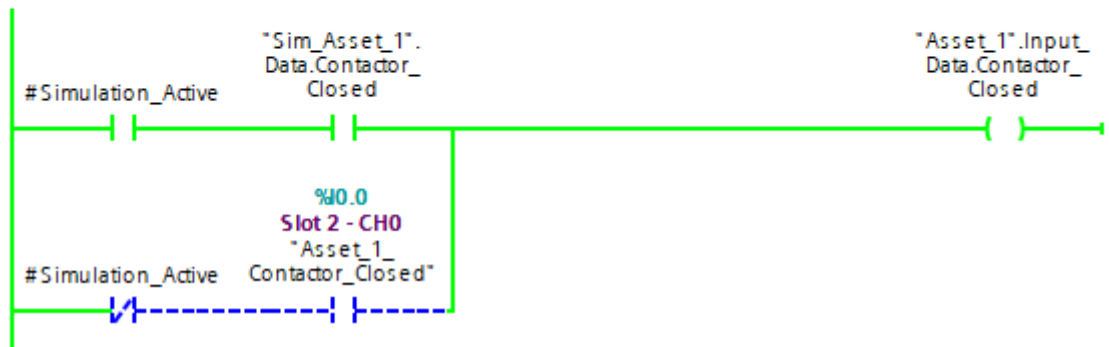 "Sim_Asset_1".
Data.Contactor_
Closed
#Simulation_Active
"Asset_1".Input_
Data.Contactor_
Closed
%I0.0
Slot 2 - CH0
"Asset_1_
Contactor_Closed"
#Simulation_Active